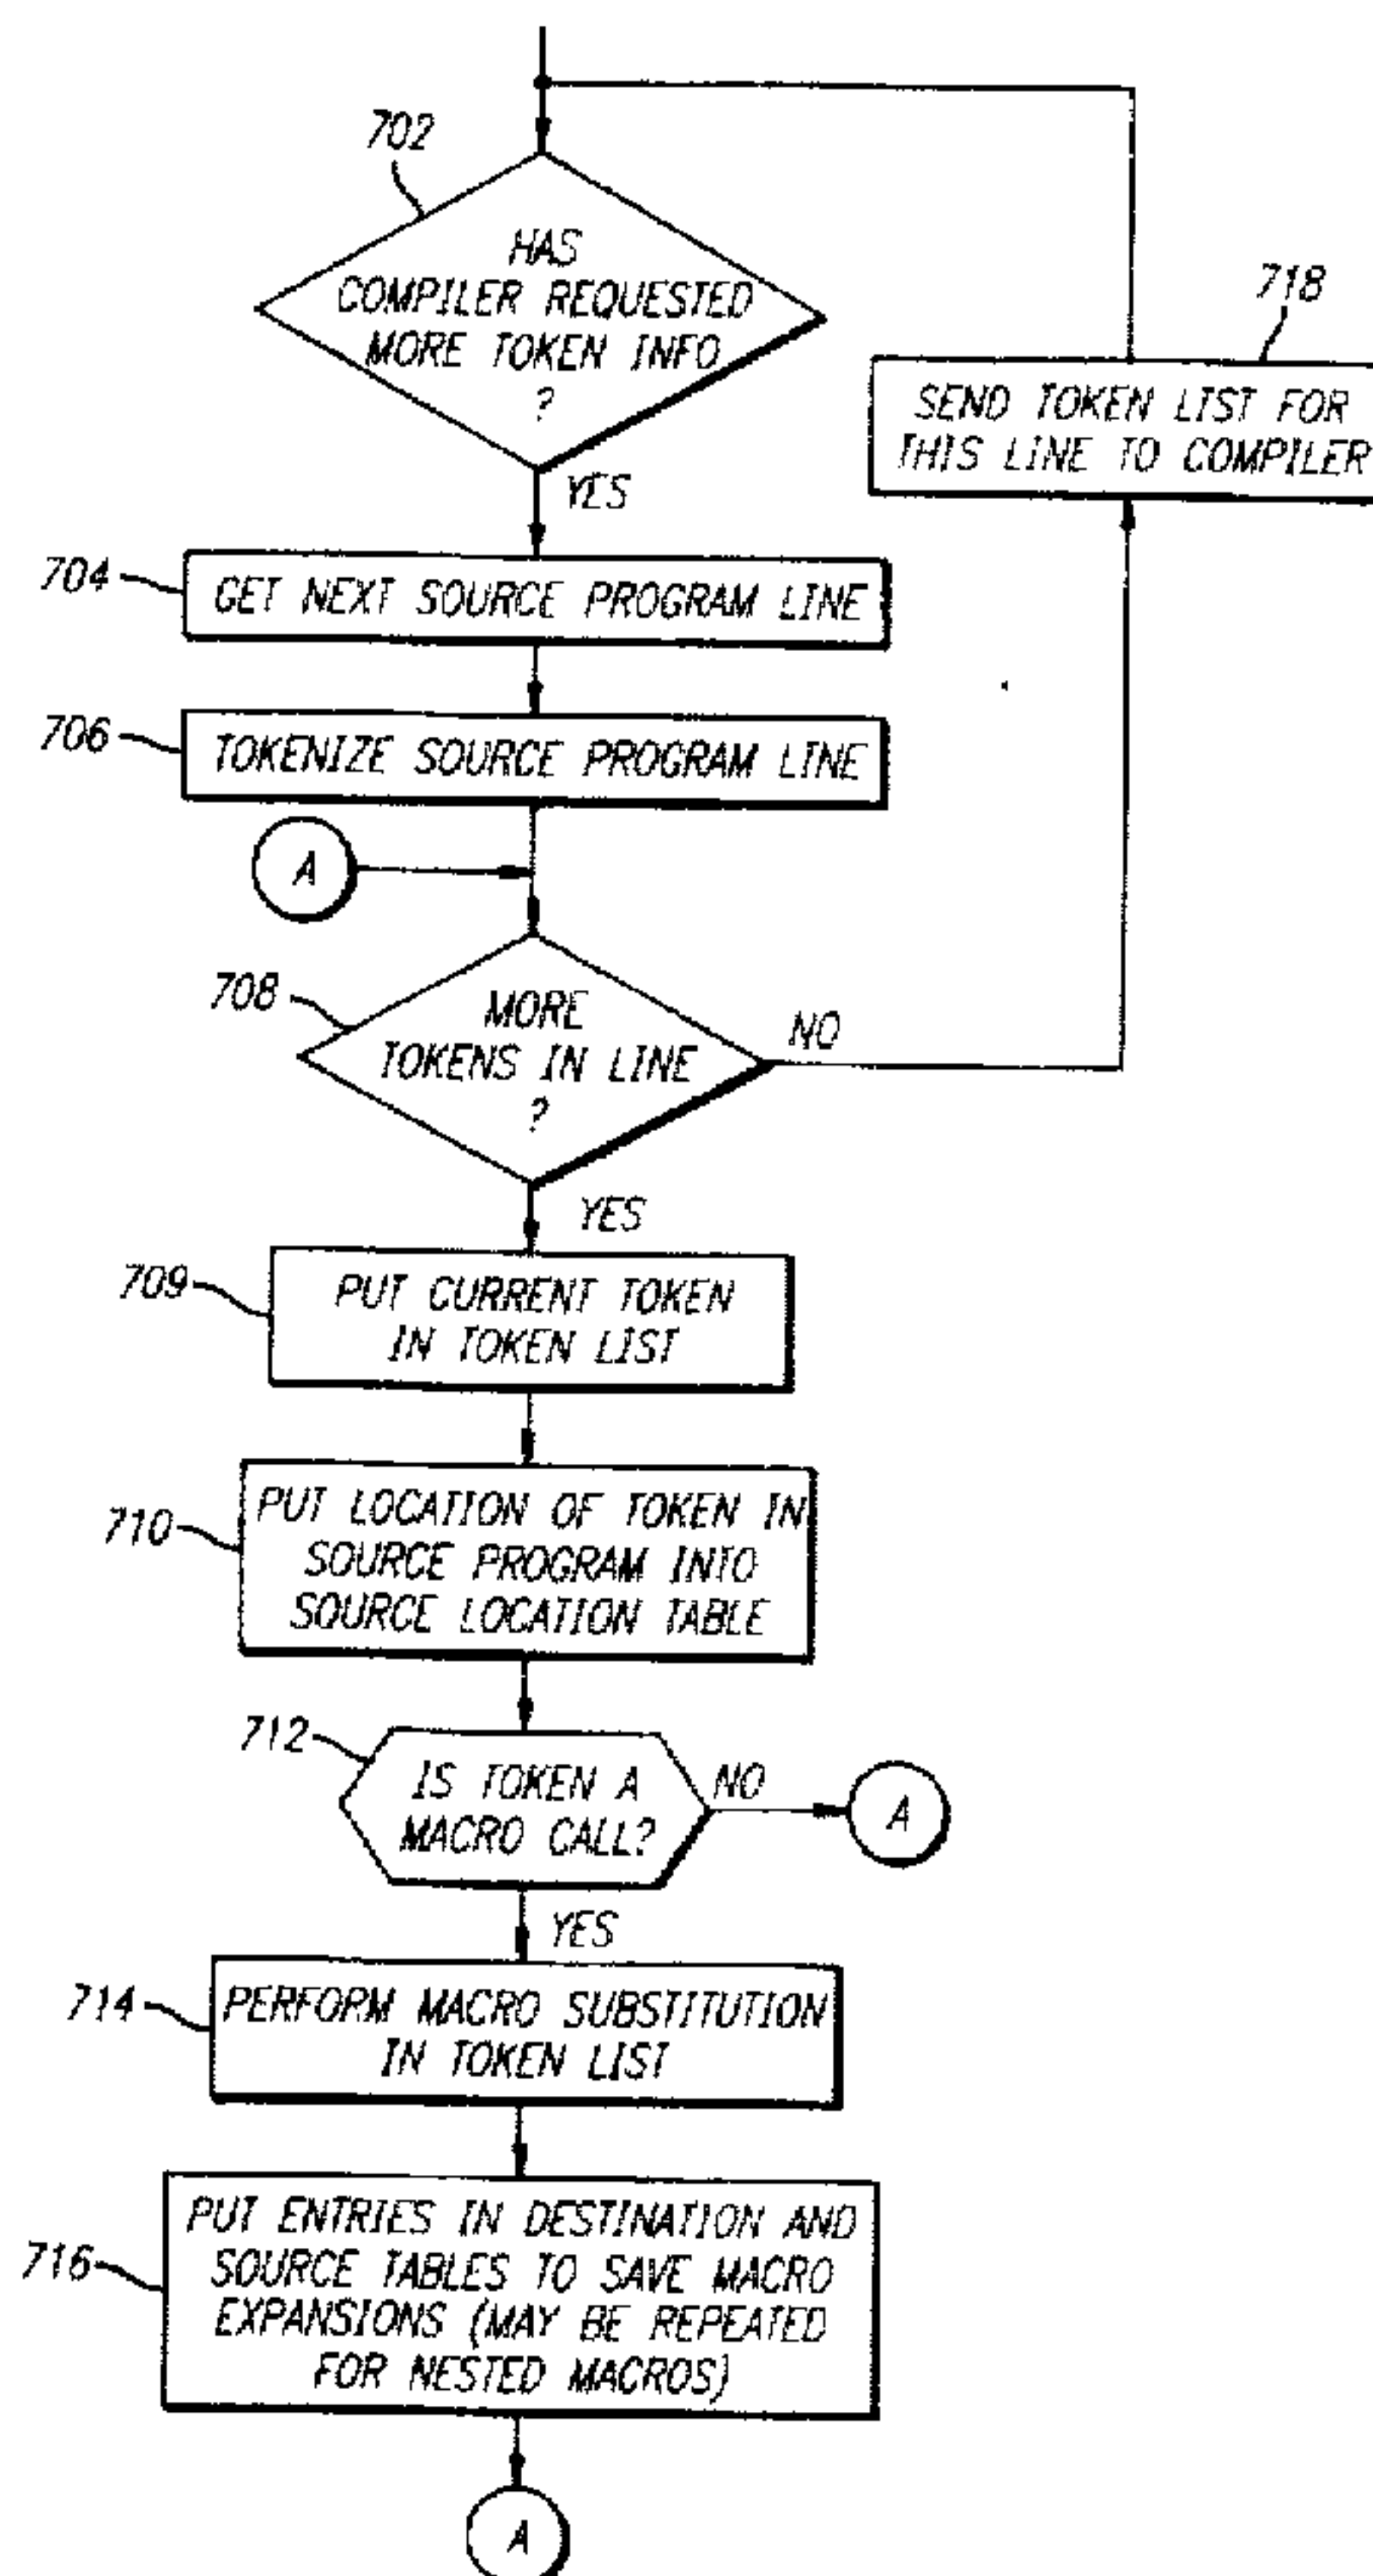 702
HAS
COMPILER REQUESTED
MORE TOKEN INFO
?
YES
718
SEND TOKEN LIST FOR
THIS LINE TO COMPILER
704
GET NEXT SOURCE PROGRAM LINE
706
TOKENIZE SOURCE PROGRAM LINE
A
708
MORE
TOKENS IN LINE
?
NO
YES
709
PUT CURRENT TOKEN
IN TOKEN LIST
710
PUT LOCATION OF TOKEN IN
SOURCE PROGRAM INTO
SOURCE LOCATION TABLE
712
IS TOKEN A
MACRO CALL?
NO
A
YES
714
PERFORM MACRO SUBSTITUTION
IN TOKEN LIST
716
PUT ENTRIES IN DESTINATION AND
SOURCE TABLES TO SAVE MACRO
EXPANSIONS (MAY BE REPEATED
FOR NESTED MACROS)
A